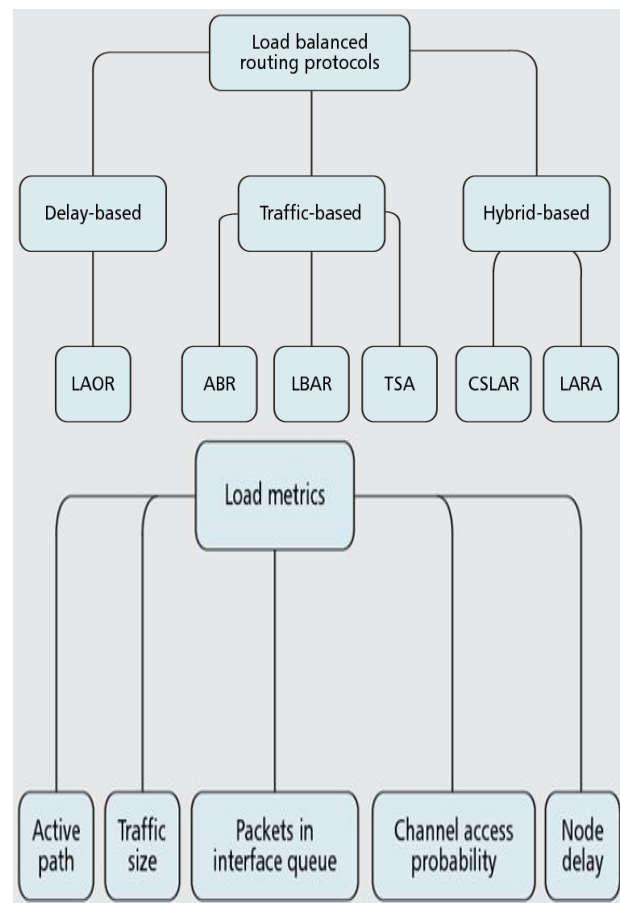 Load balanced
routing protocols
Delay-based
Traffic-based
Hybrid-based
LAOR
ABR
LBAR
TSA
CSLAR
LARA
Load metrics
Active
path
Traffic
size
Packets in
interface queue
Channel access
probability
Node
delay